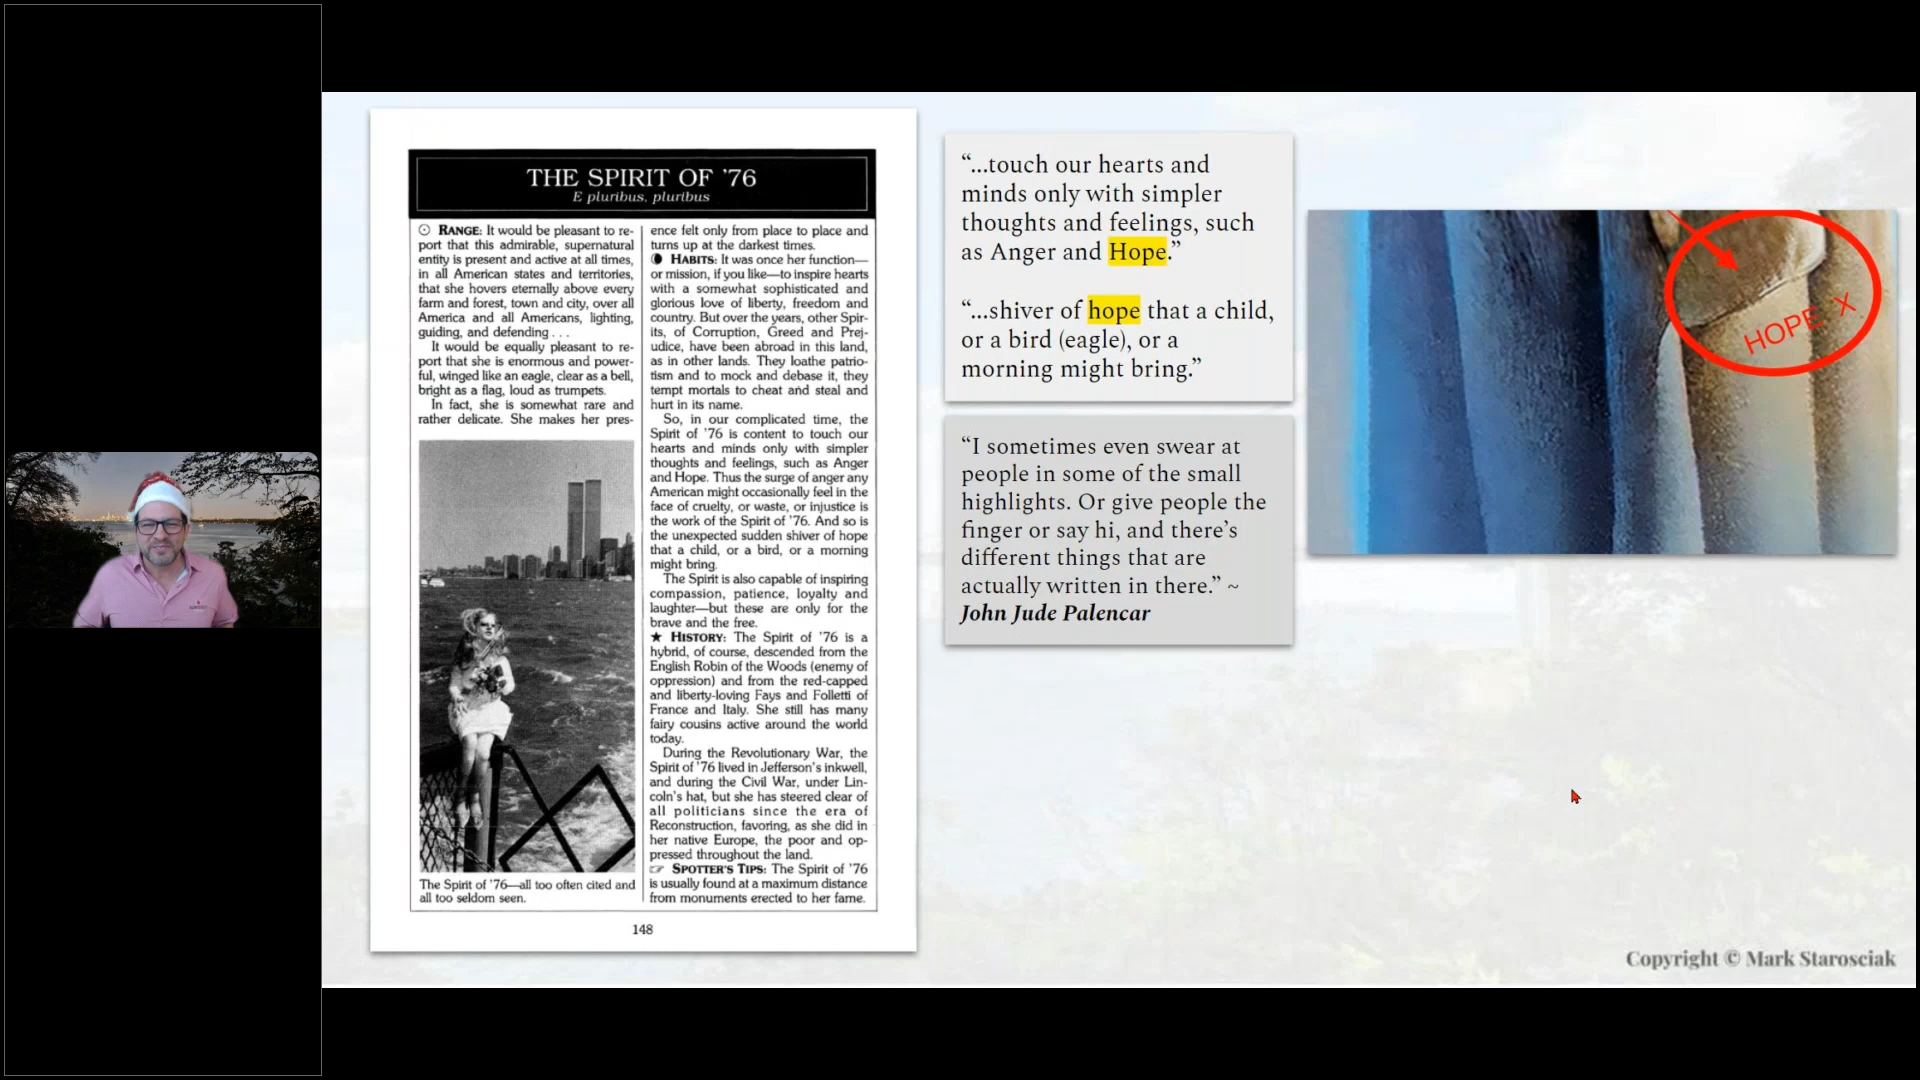 THE SPIRIT OF '76
E pluribus, pluribus
RANGE: It would be pleasant to re-
port that this admirable, supernatural
entity is present and active at all times,
in all American states and territories,
that she hovers eternally above every
farm and forest, town and city, over all
America and all Americans, lighting,
guiding, and defending . . .
It would be equally pleasant to re-
port that she is enormous and power-
ful, winged like an eagle, clear as a bell,
bright as a flag, loud as trumpets.
In fact, she is somewhat rare and
rather delicate. She makes her pres-
The Spirit of '76—all too often cited and
all too seldom seen.
ence felt only from place to place and
turns up at the darkest times.
HABITS: It was once her function—
or mission, if you like—to inspire hearts
with a somewhat sophisticated and
glorious love of liberty, freedom and
country. But over the years, other Spir-
its, of Corruption, Greed and Prej-
udice, have been abroad in this land,
as in other lands. They loathe patrio-
tism and to mock and debase it, they
tempt mortals to cheat and steal and
hurt in its name.
So, in our complicated time, the
Spirit of '76 is content to touch our
hearts and minds only with simpler
thoughts and feelings, such as Anger
and Hope. Thus the surge of anger any
American might occasionally feel in the
face of cruelty, or waste, or injustice is
the work of the Spirit of '76. And so is
the unexpected sudden shiver of hope
that a child, or a bird, or a morning
might bring.
The Spirit is also capable of inspiring
compassion, patience, loyalty and
laughter—but these are only for the
brave and the free.
★ HISTORY: The Spirit of '76 is a
hybrid, of course, descended from the
English Robin of the Woods (enemy of
oppression) and from the red-capped
and liberty-loving Fays and Folletti of
France and Italy. She still has many
fairy cousins active around the world
today.
During the Revolutionary War, the
Spirit of '76 lived in Jefferson's inkwell,
and during the Civil War, under Lin-
coln's hat, but she has steered clear of
all politicians since the era of
Reconstruction, favoring, as she did in
her native Europe, the poor and op-
pressed throughout the land.
☞ SPOTTER'S TIPS: The Spirit of '76
is usually found at a maximum distance
from monuments erected to her fame.
148
“...touch our hearts and
minds only with simpler
thoughts and feelings, such
as Anger and Hope.”
“...shiver of hope that a child,
or a bird (eagle), or a
morning might bring.”
“I sometimes even swear at
people in some of the small
highlights. Or give people the
finger or say hi, and there’s
different things that are
actually written in there.” ~
John Jude Palencar
HOPE X
Copyright © Mark Starosciak